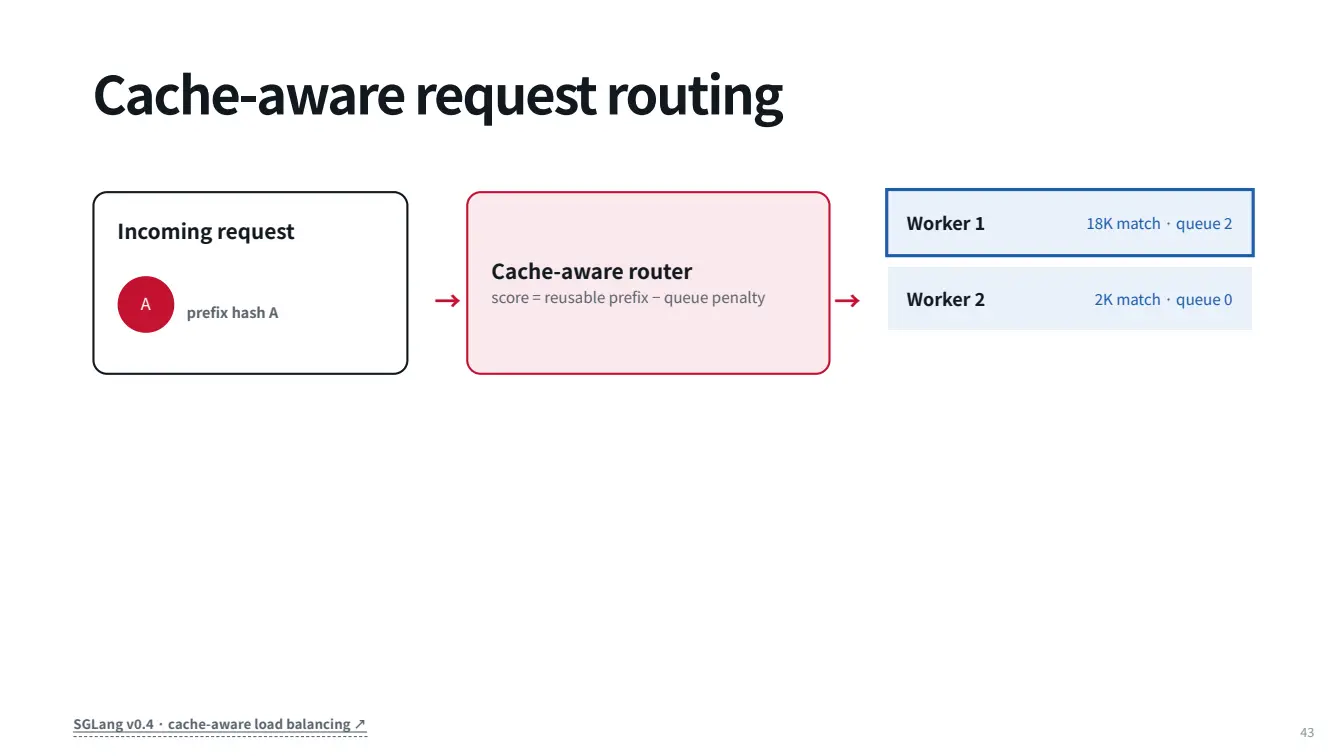 Cache-aware request routing
Incoming request
A
prefix hash A
→
Cache-aware router
score = reusable prefix − queue penalty
→
Worker 1
18K match · queue 2
Worker 2
2K match · queue 0
SGLang v0.4 · cache-aware load balancing ↗
43